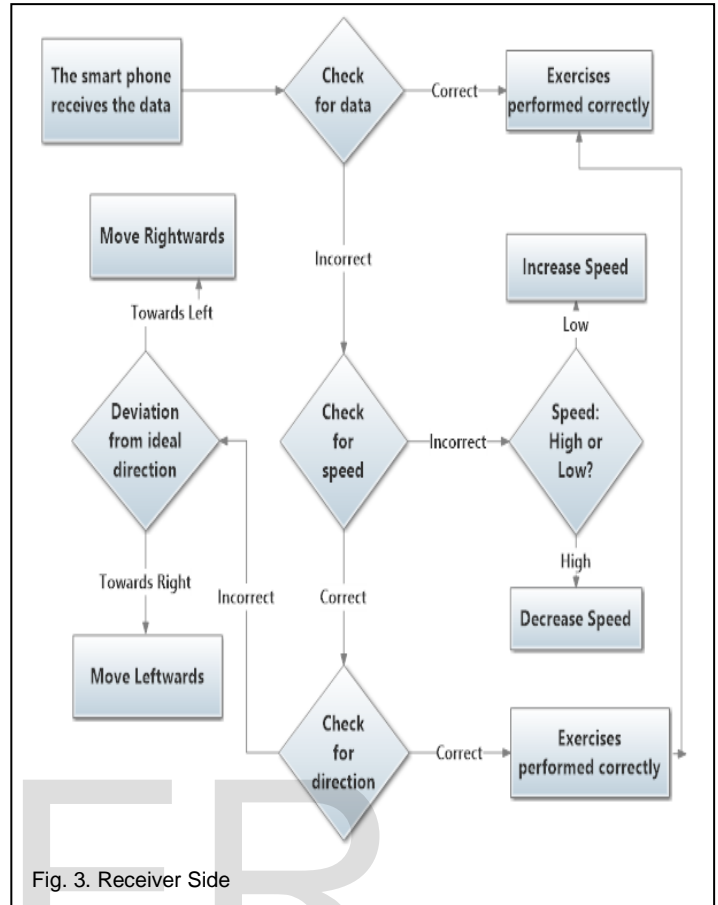 The smart phone
receives the data
Check
for data
Correct
Exercises
performed correctly
Incorrect
Move Rightwards
Towards Left
Increase Speed
Low
Deviation
from ideal
direction
Check
for
speed
Incorrect
Speed:
High or
Low?
Towards Right
Incorrect
Correct
High
Decrease Speed
Move Leftwards
Check
for
direction
Correct
Exercises
performed correctly
Fig. 3. Receiver Side
ER